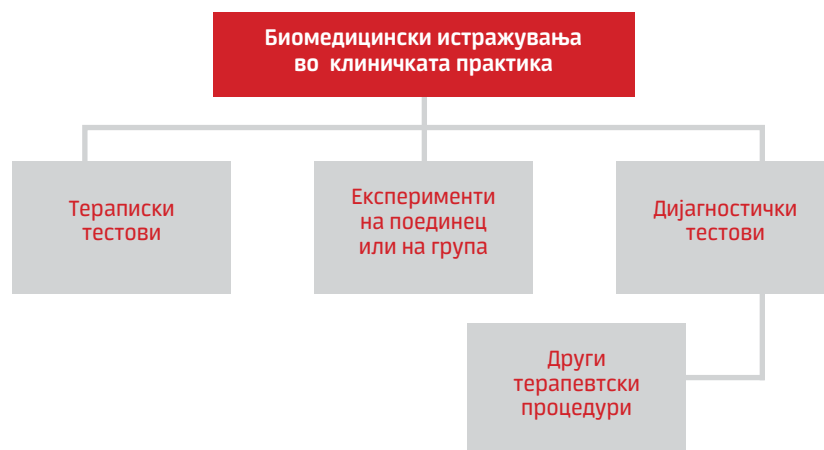 Биомедицински истражувања
во клиничката практика
Тераписки
тестови
Експерименти
на поединец
или на група
Дијагностички
тестови
Други
терапевтски
процедури